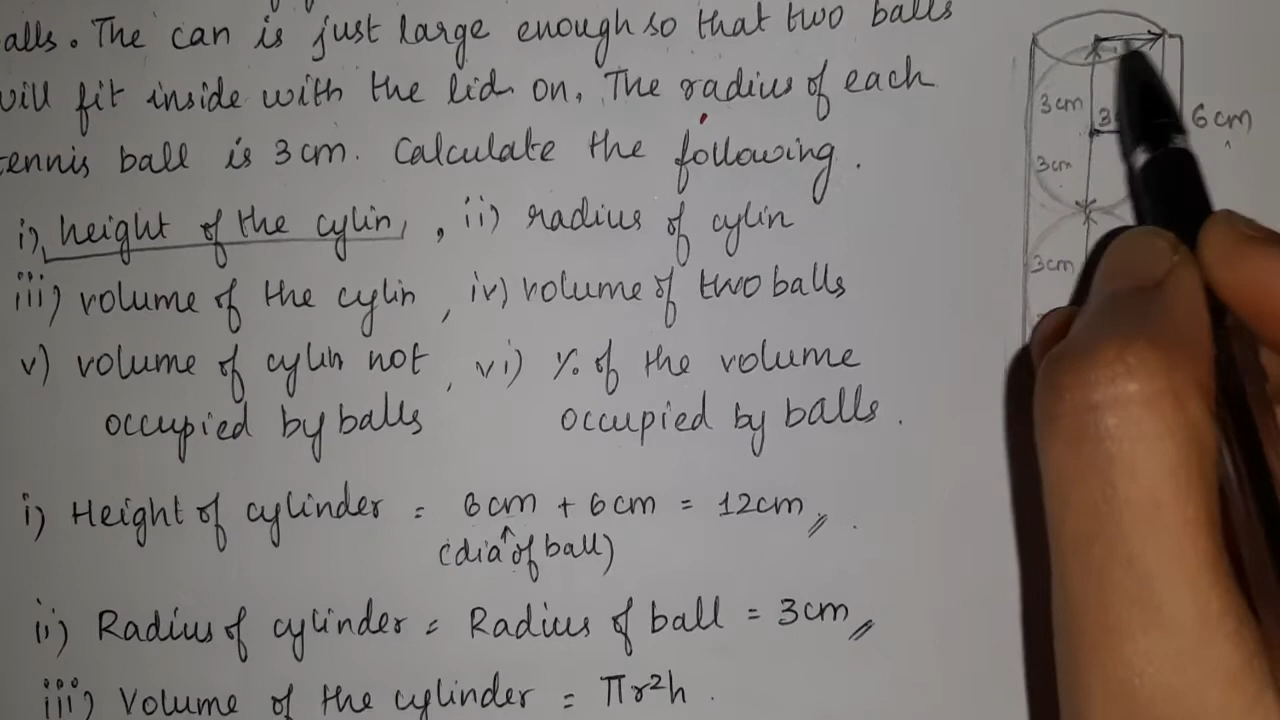 alls. The can is just large enough so that two balls
will fit inside with the lid on. The radius of each
tennis ball is 3 cm. Calculate the following.
i) height of the cylin, ii) radius of cylin
iii) volume of the cylin, iv) volume of two balls
v) volume of cylin not, vi) % of the volume
occupied by balls occupied by balls.
i) Height of cylinder = 6cm + 6cm = 12cm
(dia of ball)
ii) Radius of cylinder = Radius of ball = 3cm
iii) Volume of the cylinder = πr²h.
3cm
3
6cm
3cm
3cm